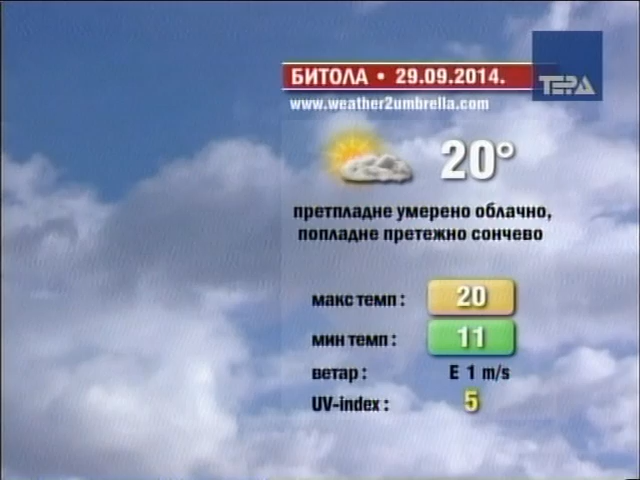 БИТОЛА • 29.09.2014.
ТЕРА
www.weather2umbrella.com
20°
претпладне умерено облачно,
попладне претежно сончево
макс темп : 20
мин темп : 11
ветар : E 1 m/s
UV-index : 5